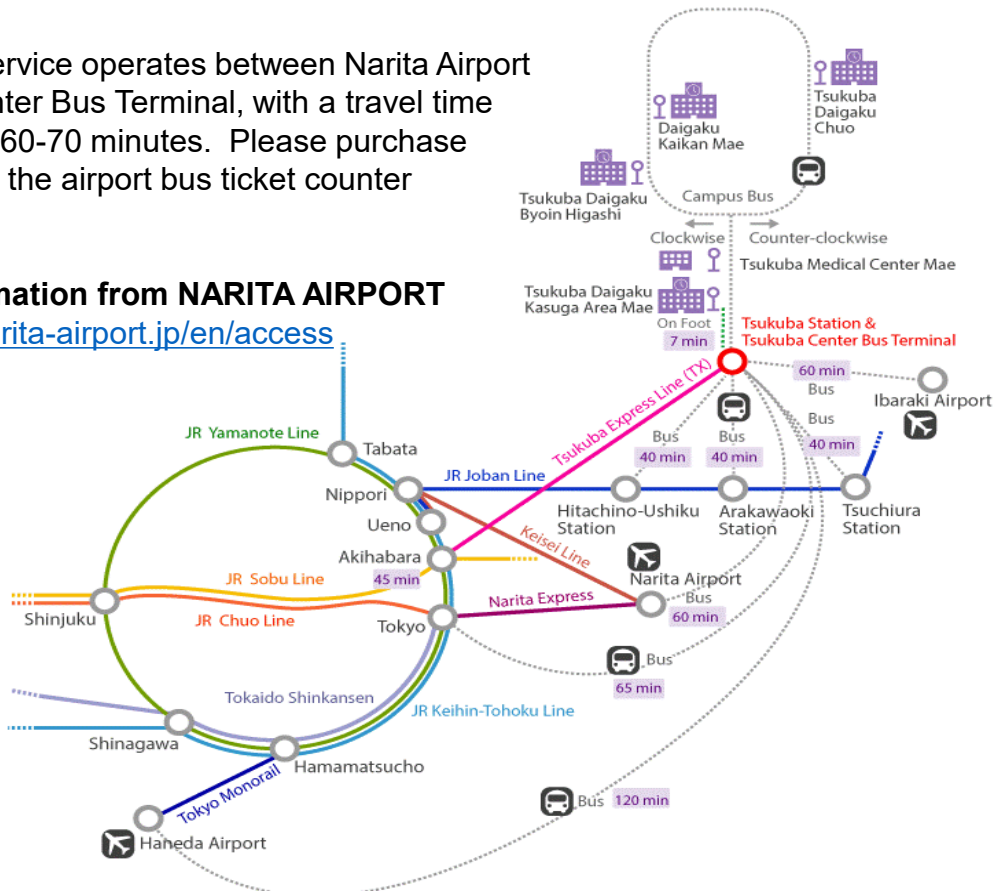 ervice operates between Narita Airport
nter Bus Terminal, with a travel time
60-70 minutes.  Please purchase
the airport bus ticket counter
mation from NARITA AIRPORT
rita-airport.jp/en/access
Tsukuba
Daigaku
Chuo
Daigaku
Kaikan Mae
Tsukuba Daigaku
Byoin Higashi
Campus Bus
Clockwise
Counter-clockwise
Tsukuba Medical Center Mae
Tsukuba Daigaku
Kasuga Area Mae
On Foot
7 min
Tsukuba Station &
Tsukuba Center Bus Terminal
60 min
Bus
Ibaraki Airport
Tsukuba Express Line (TX)
Bus
40 min
Bus
40 min
Bus
40 min
JR Yamanote Line
Tabata
Nippori
JR Joban Line
Hitachino-Ushiku
Station
Arakawaoki
Station
Tsuchiura
Station
Ueno
Keisei Line
Akihabara
45 min
Narita Airport
Bus
60 min
JR Sobu Line
Narita Express
Shinjuku
JR Chuo Line
Tokyo
Bus
65 min
Tokaido Shinkansen
JR Keihin-Tohoku Line
Shinagawa
Hamamatsucho
Tokyo Monorail
Bus
120 min
Haneda Airport